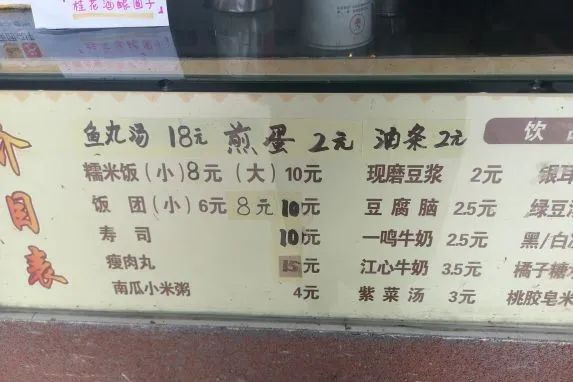 桂花酒酿圆子
鱼丸汤 18元 煎蛋 2元 油条 2元
糯米饭(小)8元 (大)10元
饭团(小)6元 8元 10元
寿司 10元
瘦肉丸 15元
南瓜小米粥 4元
现磨豆浆 2元
豆腐脑 2.5元
一鸣牛奶 2.5元
江心牛奶 3.5元
紫菜汤 3元
饮
银耳
绿豆
黑/白
橘子糖水
桃胶皂米
目表